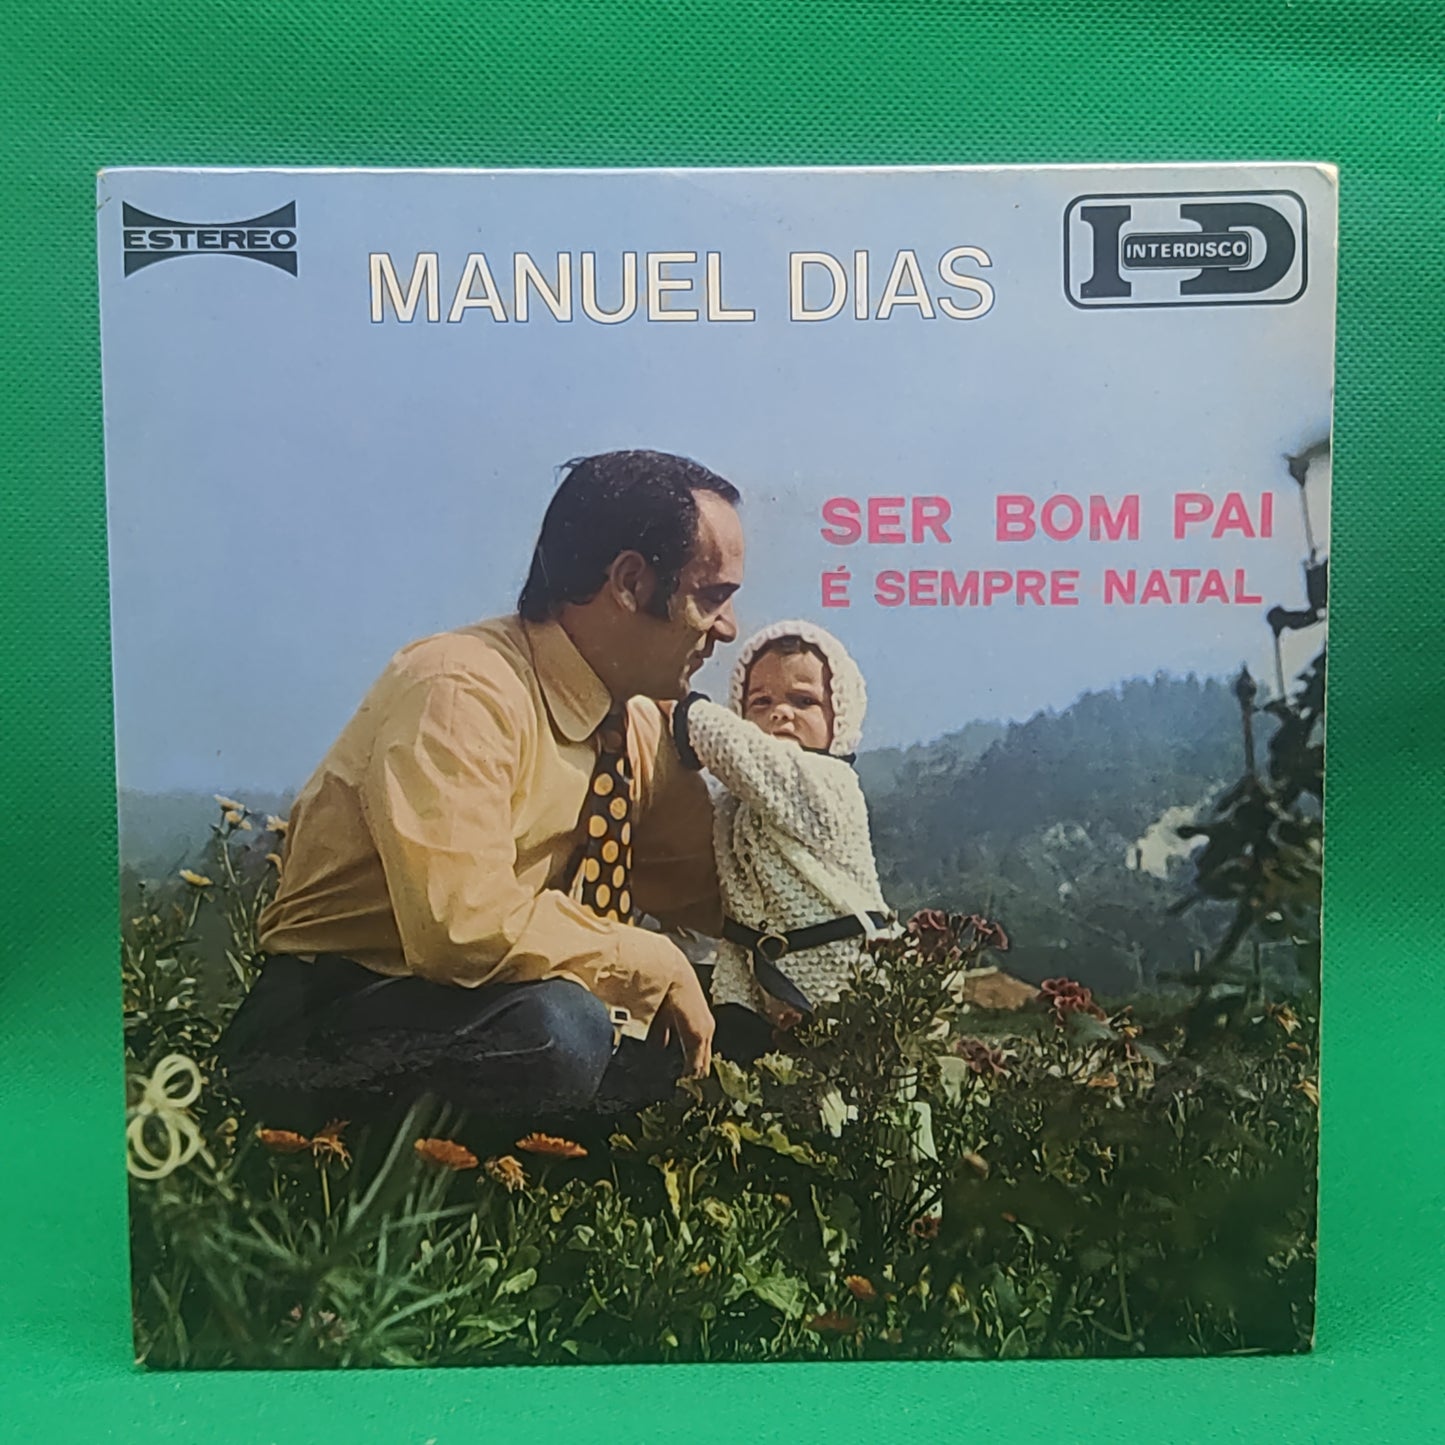 ESTEREO
MANUEL DIAS
INTERDISCO
SER BOM PAI
É SEMPRE NATAL